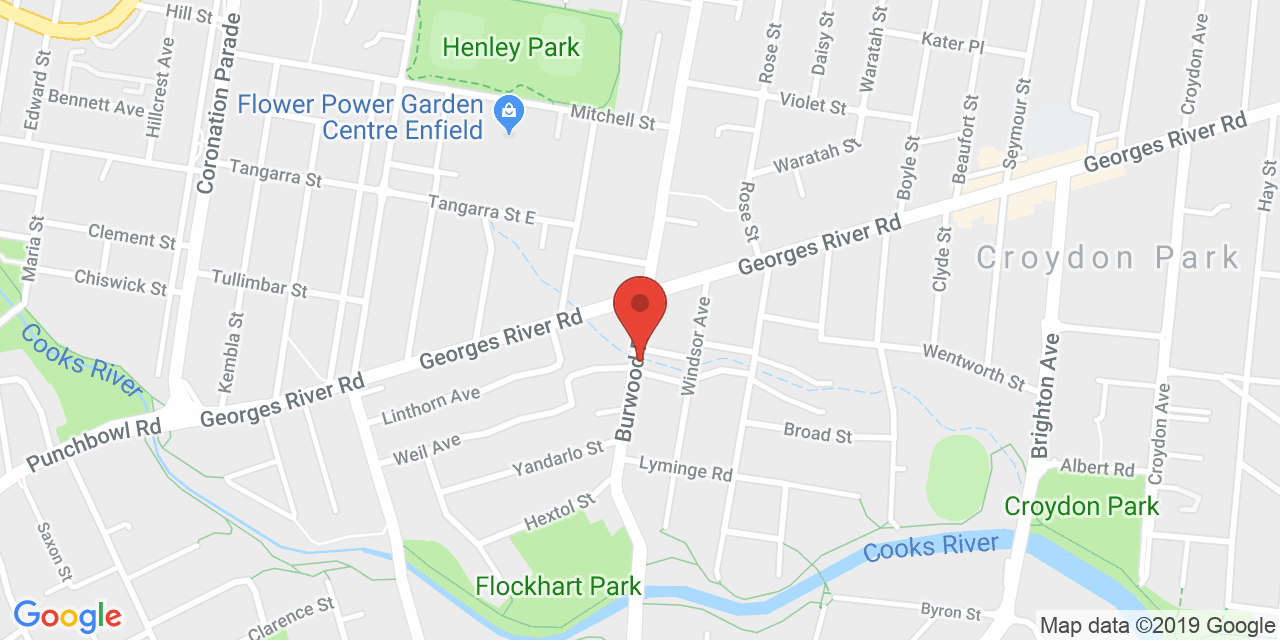 Hill St
Coronation Parade
Henley Park
Rose St
Daisy St
Waratah St
Kater Pl
Croydon Ave
Edward St
Hillcrest Ave
Bennett Ave
Flower Power Garden
Centre Enfield
Mitchell St
Violet St
Beaufort St
Seymour St
Georges River Rd
Waratah St
Boyle St
Hay St
Tangarra St
Tangarra St E
Rose St
Georges River Rd
Maria St
Clement St
Chiswick St
Tullimbar St
Clyde St
Croydon Park
Kembla St
Georges River Rd
Windsor Ave
Cooks River
Wentworth St
Brighton Ave
Georges River Rd
Linthorn Ave
Burwood
Punchbowl Rd
Weil Ave
Yandarlo St
Broad St
Croydon Ave
Lyminge Rd
Albert Rd
Hextol St
Croydon Park
Saxon St
Cooks River
Flockhart Park
Clarence St
Byron St
Google
Map data ©2019 Google